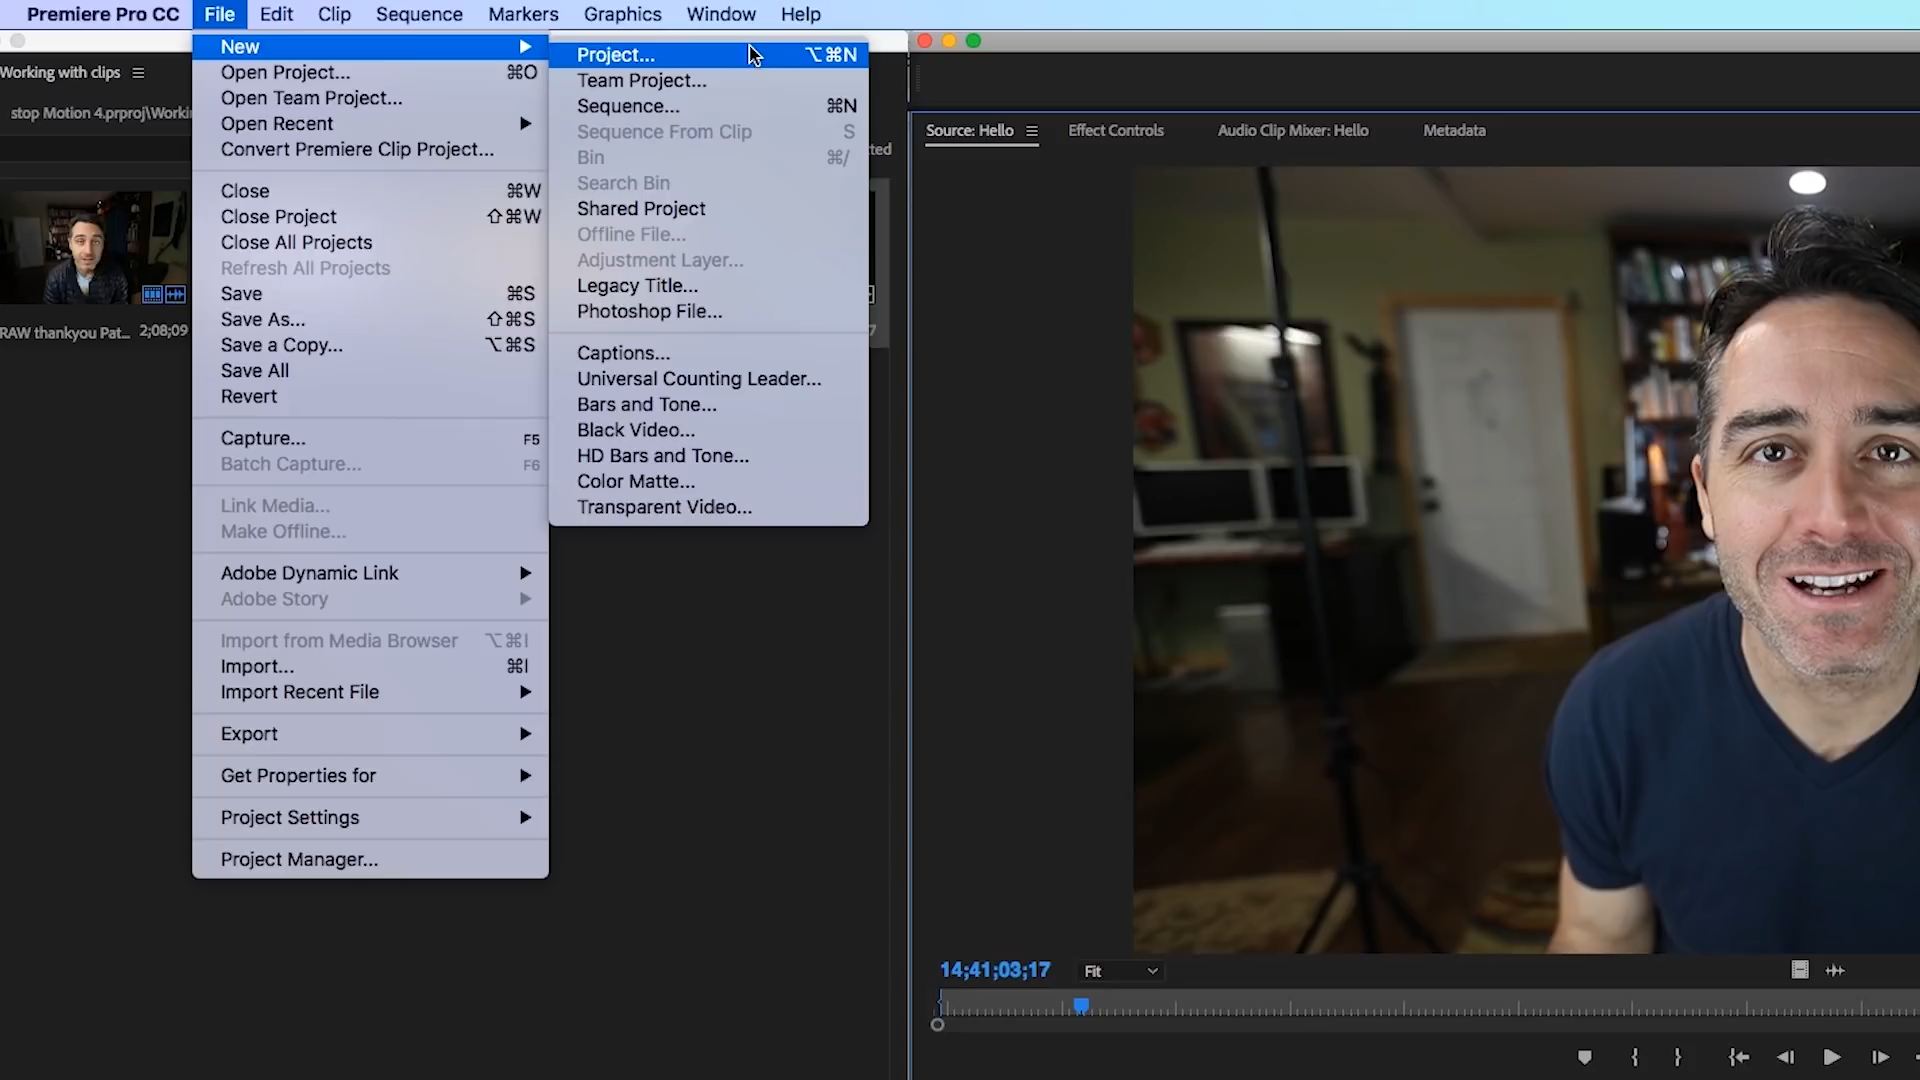 Premiere Pro CC File Edit Clip Sequence Markers Graphics Window Help
Working with clips
stop Motion 4.prproj\Worki
RAW thankyou Pat... 2:08;09
New
Open Project... ⌘O
Open Team Project...
Open Recent
Convert Premiere Clip Project...
Close ⌘W
Close Project ⇧⌘W
Close All Projects
Refresh All Projects
Save ⌘S
Save As... ⇧⌘S
Save a Copy... ⌥⌘S
Save All
Revert
Capture... F5
Batch Capture... F6
Link Media...
Make Offline...
Adobe Dynamic Link
Adobe Story
Import from Media Browser ⌥⌘I
Import... ⌘I
Import Recent File
Export
Get Properties for
Project Settings
Project Manager...
Project... ⌥⌘N
Team Project...
Sequence... ⌘N
Sequence From Clip S
Bin ⌘/
Search Bin
Shared Project
Offline File...
Adjustment Layer...
Legacy Title...
Photoshop File...
Captions...
Universal Counting Leader...
Bars and Tone...
Black Video...
HD Bars and Tone...
Color Matte...
Transparent Video...
ted
7
Source: Hello Effect Controls Audio Clip Mixer: Hello Metadata
14;41;03;17 Fit